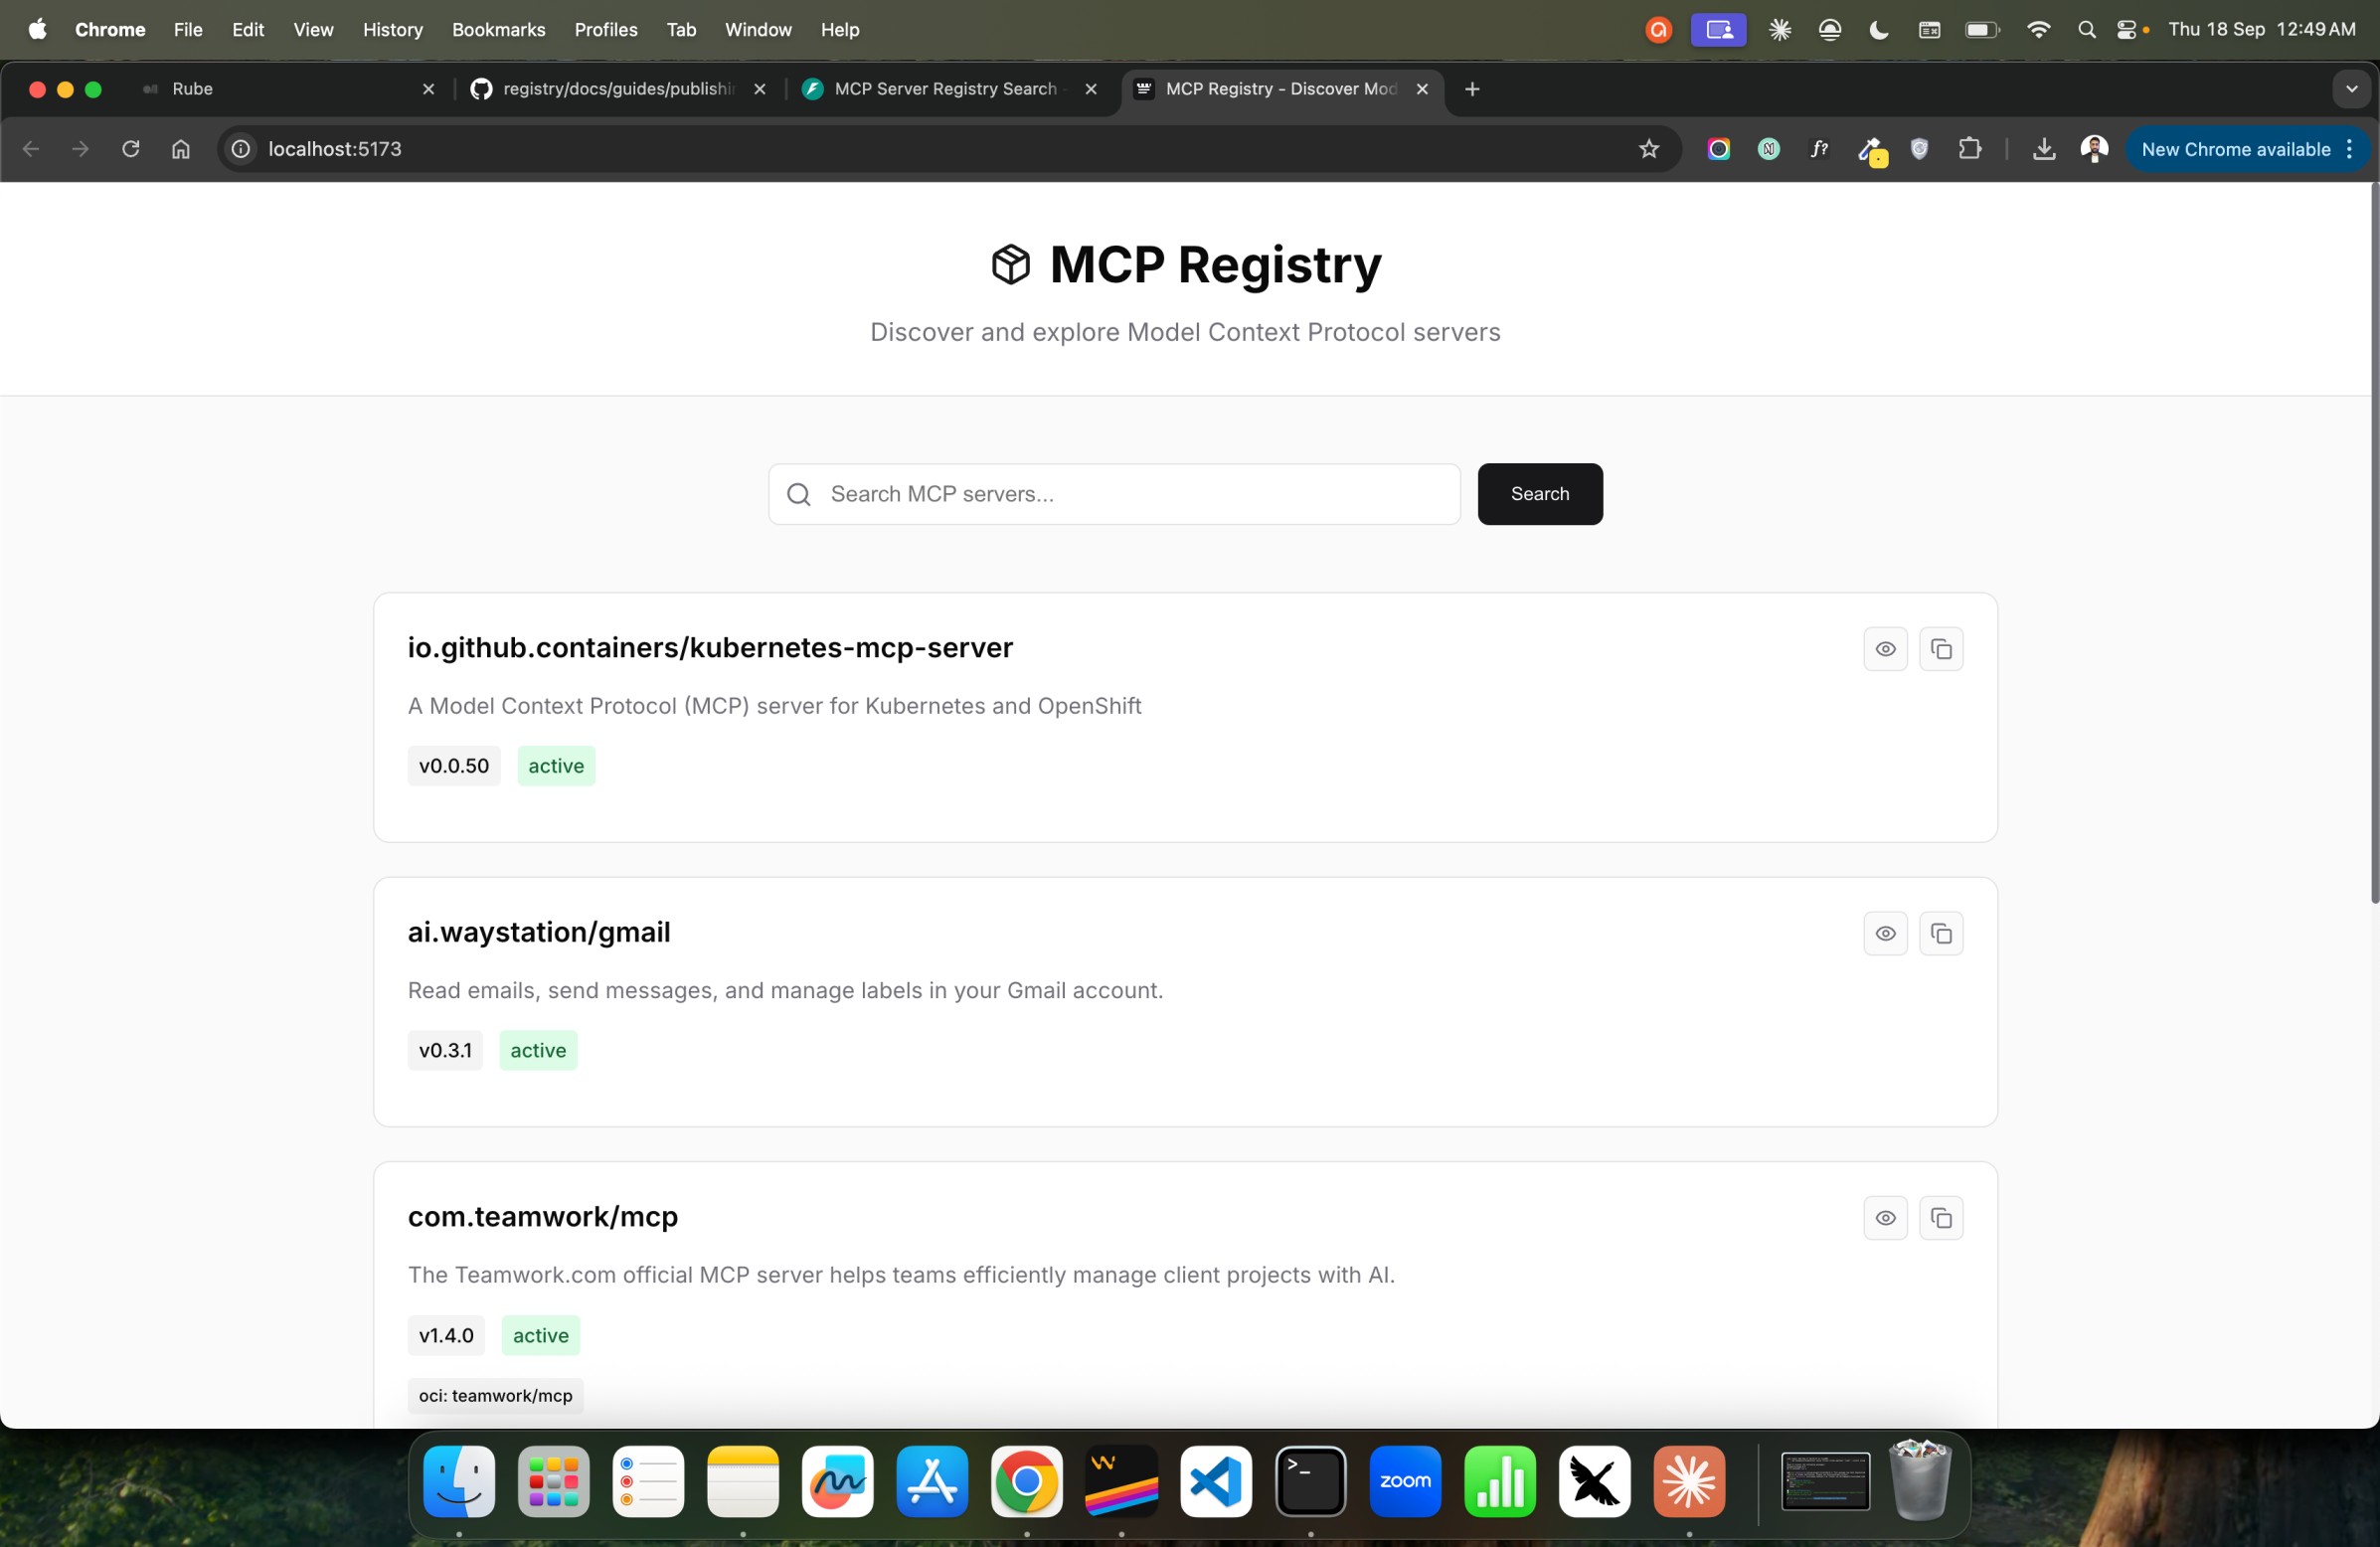 Chrome File Edit View History Bookmarks Profiles Tab Window Help Thu 18 Sep 12:49 AM
Rube registry/docs/guides/publishi MCP Server Registry Search MCP Registry - Discover Mod
localhost:5173 f? New Chrome available
MCP Registry
Discover and explore Model Context Protocol servers
Search MCP servers... Search
io.github.containers/kubernetes-mcp-server
A Model Context Protocol (MCP) server for Kubernetes and OpenShift
v0.0.50 active
ai.waystation/gmail
Read emails, send messages, and manage labels in your Gmail account.
v0.3.1 active
com.teamwork/mcp
The Teamwork.com official MCP server helps teams efficiently manage client projects with AI.
v1.4.0 active
oci: teamwork/mcp
zoom